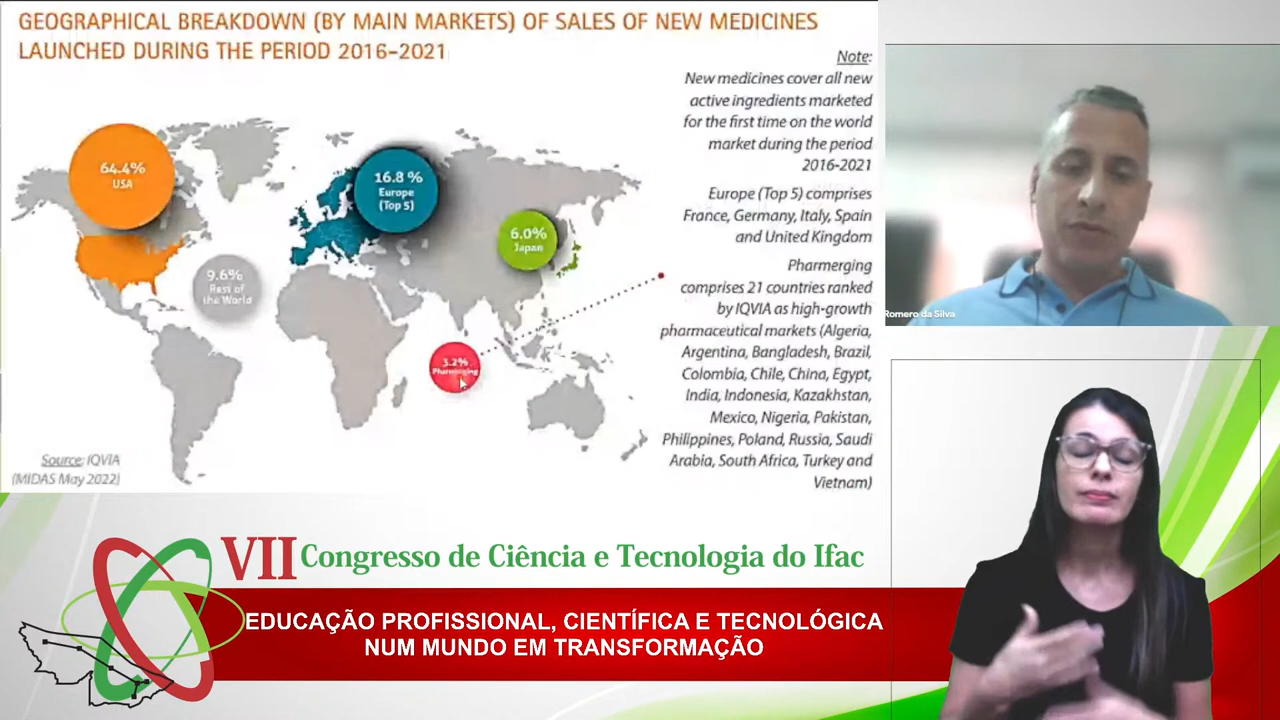 GEOGRAPHICAL BREAKDOWN (BY MAIN MARKETS) OF SALES OF NEW MEDICINES
LAUNCHED DURING THE PERIOD 2016–2021
Note:
New medicines cover all new
active ingredients marketed
for the first time on the world
market during the period
2016-2021
Europe (Top 5) comprises
France, Germany, Italy, Spain
and United Kingdom
Pharmerging
comprises 21 countries ranked
by IQVIA as high-growth
pharmaceutical markets (Algeria,
Argentina, Bangladesh, Brazil,
Colombia, Chile, China, Egypt,
India, Indonesia, Kazakhstan,
Mexico, Nigeria, Pakistan,
Philippines, Poland, Russia, Saudi
Arabia, South Africa, Turkey and
Vietnam)
64.4%
USA
16.8 %
Europe
(Top 5)
6.0%
Japan
9.6%
Rest of
the World
3.2%
Pharmerging
Source: IQVIA
(MIDAS May 2022)
Romero da Silva
VII Congresso de Ciência e Tecnologia do Ifac
EDUCAÇÃO PROFISSIONAL, CIENTÍFICA E TECNOLÓGICA
NUM MUNDO EM TRANSFORMAÇÃO